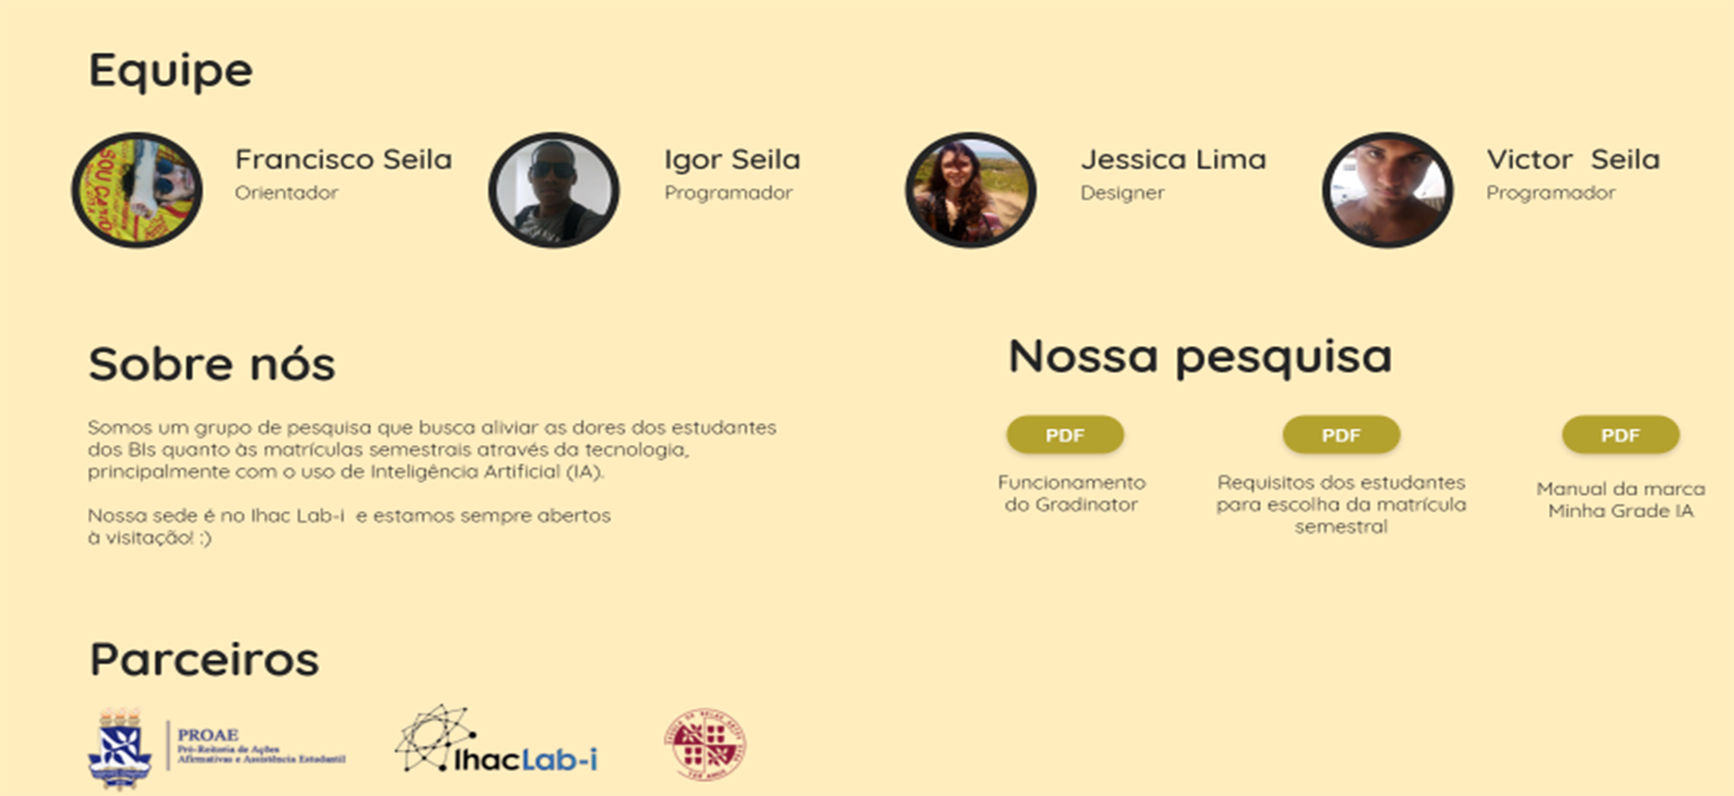 Equipe
Francisco Seila
Orientador
Igor Seila
Programador
Jessica Lima
Designer
Victor  Seila
Programador
Sobre nós
Somos um grupo de pesquisa que busca aliviar as dores dos estudantes
dos BIs quanto às matrículas semestrais através da tecnologia,
principalmente com o uso de Inteligência Artificial (IA).
Nossa sede é no Ihac Lab-i  e estamos sempre abertos
à visitação! :)
Nossa pesquisa
PDF
Funcionamento
do Gradinator
PDF
Requisitos dos estudantes
para escolha da matrícula
semestral
PDF
Manual da marca
Minha Grade IA
Parceiros
PROAE
Pró-Reitoria de Ações
Afirmativas e Assistência Estudantil
IhacLab-i